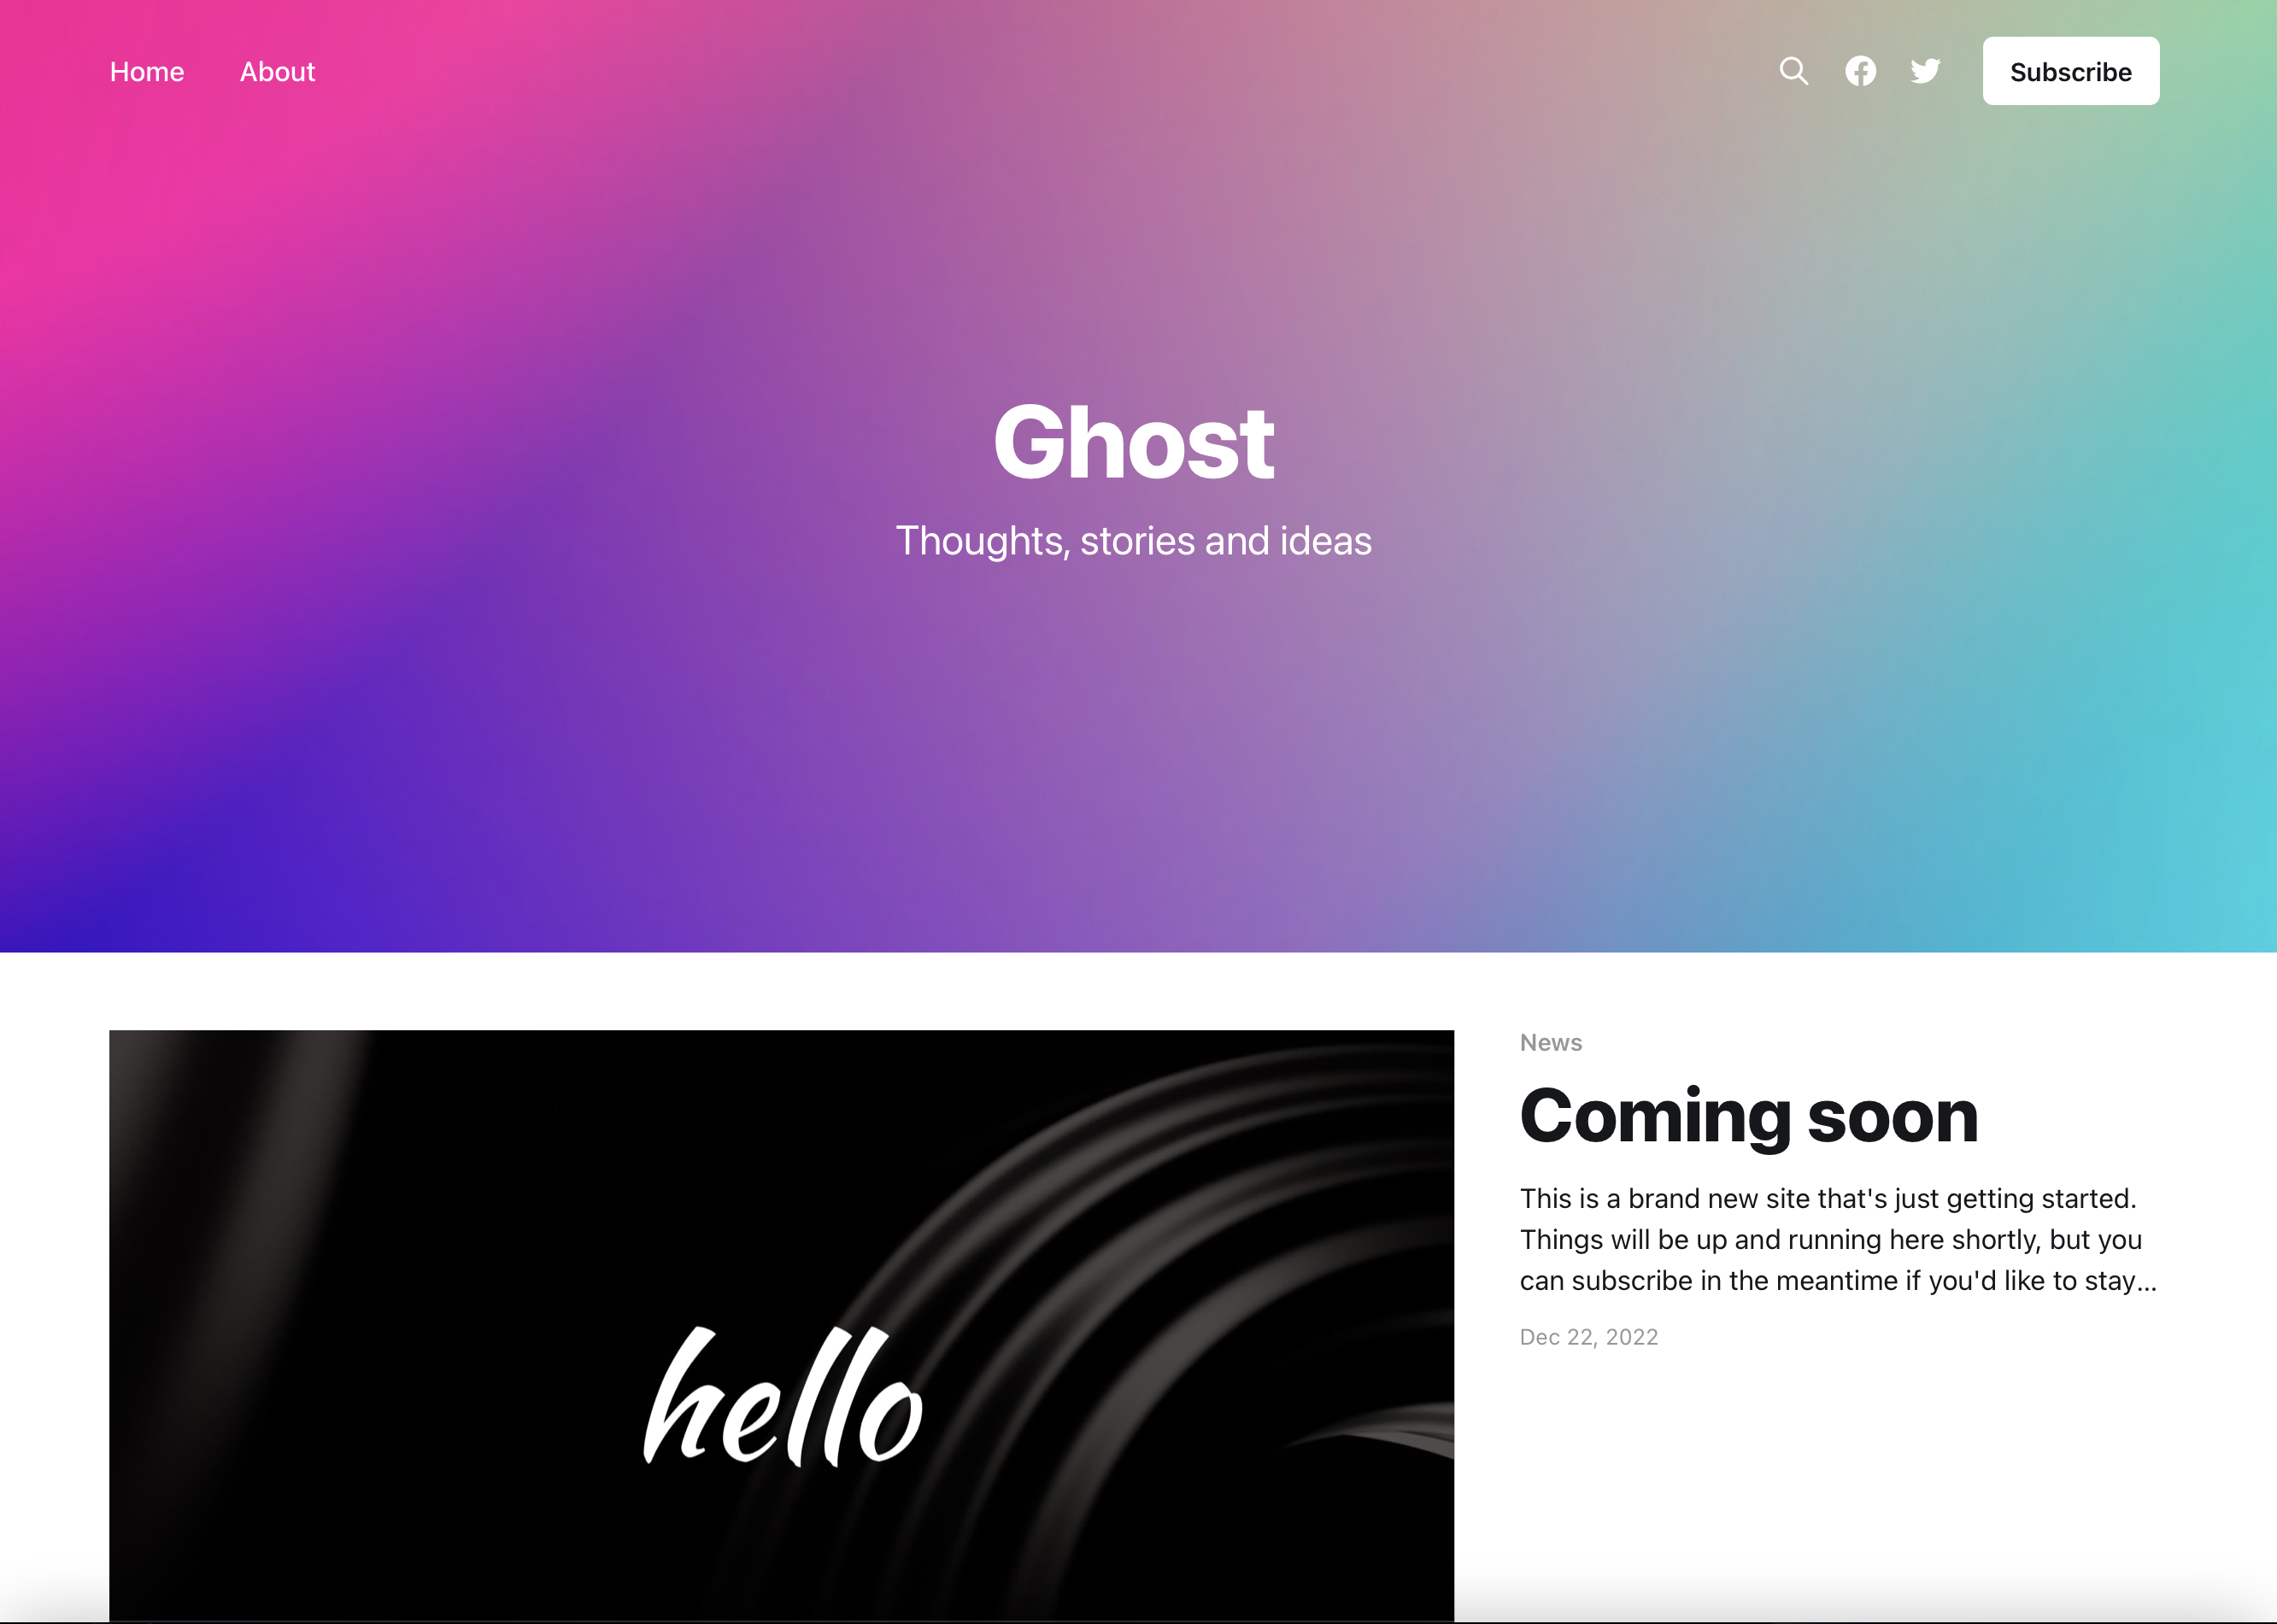 Home
About
Subscribe
Ghost
Thoughts, stories and ideas
hello
News
Coming soon
This is a brand new site that's just getting started.
Things will be up and running here shortly, but you
can subscribe in the meantime if you'd like to stay...
Dec 22, 2022